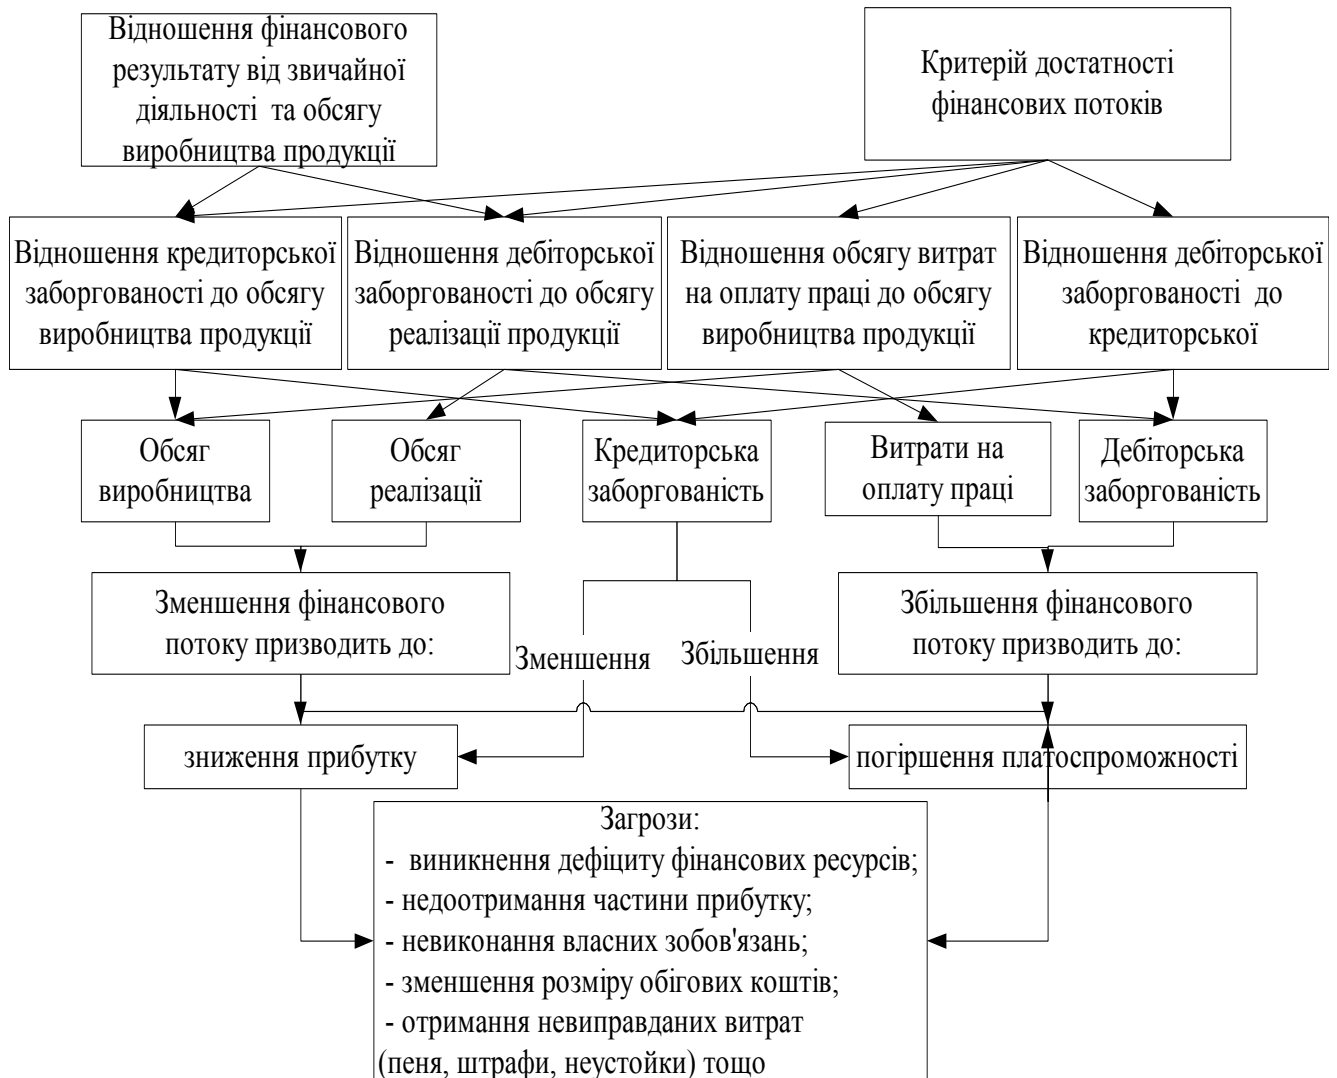 Відношення фінансового
результату від звичайної
діяльності та обсягу
виробництва продукції
Критерій достатності
фінансових потоків
Відношення кредиторської
заборгованості до обсягу
виробництва продукції
Відношення дебіторської
заборгованості до обсягу
реалізації продукції
Відношення обсягу витрат
на оплату праці до обсягу
виробництва продукції
Відношення дебіторської
заборгованості до
кредиторської
Обсяг
виробництва
Обсяг
реалізації
Кредиторська
заборгованість
Витрати на
оплату праці
Дебіторська
заборгованість
Зменшення фінансового
потоку призводить до:
Зменшення
Збільшення
Збільшення фінансового
потоку призводить до:
зниження прибутку
погіршення платоспроможності
Загрози:
- виникнення дефіциту фінансових ресурсів;
- недоотримання частини прибутку;
- невиконання власних зобов'язань;
- зменшення розміру обігових коштів;
- отримання невиправданих витрат
(пеня, штрафи, неустойки) тощо